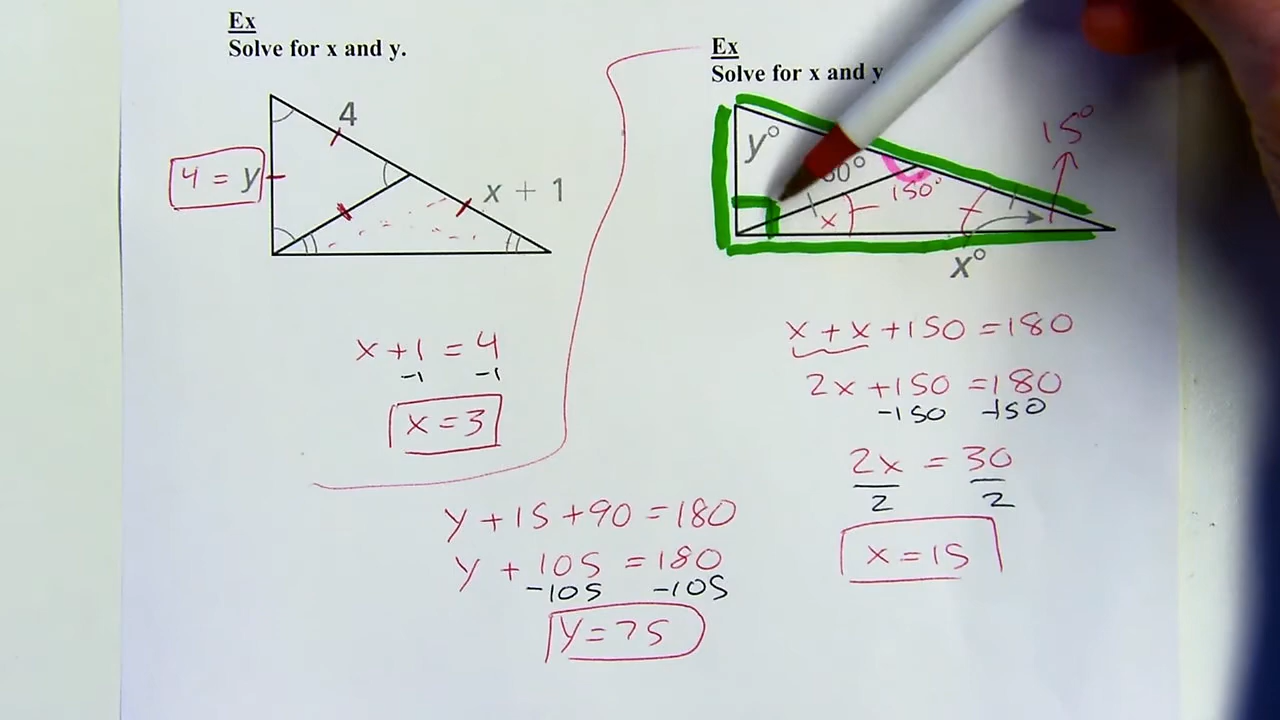 Ex
Solve for x and y.
4
4 = y
x + 1
x + 1 = 4
-1 -1
x = 3
Ex
Solve for x and y
y°
150°
15°
x
x°
x + x + 150 = 180
2x + 150 = 180
-150 -150
2x = 30
2 2
x = 15
y + 15 + 90 = 180
y + 105 = 180
-105 -105
y = 75